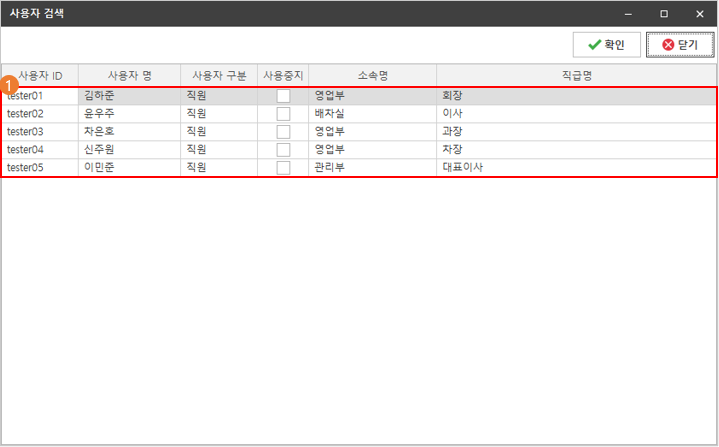 사용자 검색
확인 닫기
사용자 ID 사용자 명 사용자 구분 사용중지 소속명 직급명
1
tester01 김하준 직원 영업부 회장
tester02 윤우주 직원 배차실 이사
tester03 차은호 직원 영업부 과장
tester04 신주원 직원 영업부 차장
tester05 이민준 직원 관리부 대표이사